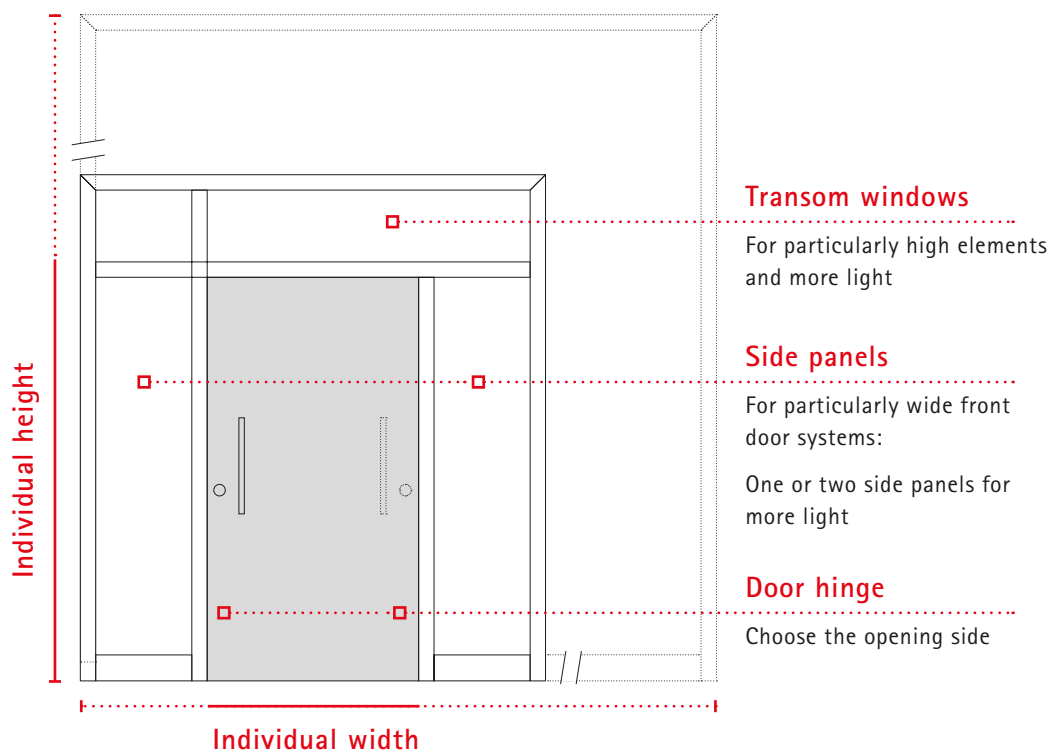 Transom windows
For particularly high elements
and more light
Side panels
For particularly wide front
door systems:
One or two side panels for
more light
Door hinge
Choose the opening side
Individual height
Individual width